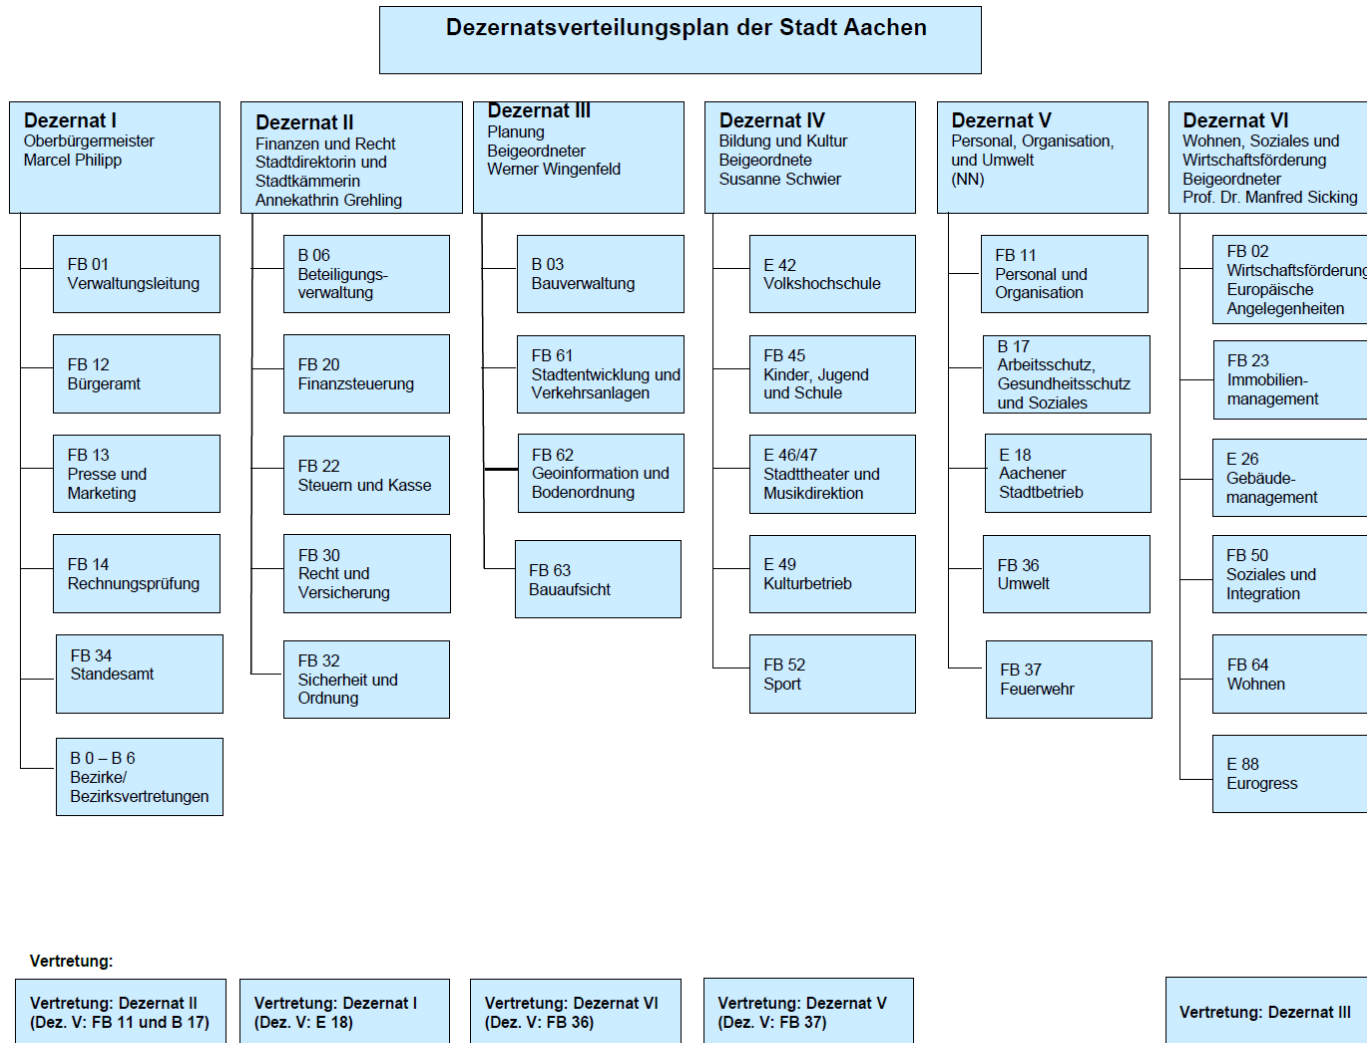 Dezernatsverteilungsplan der Stadt Aachen
Dezernat I
Oberbürgermeister
Marcel Philipp
FB 01
Verwaltungsleitung
FB 12
Bürgeramt
FB 13
Presse und
Marketing
FB 14
Rechnungsprüfung
FB 34
Standesamt
B 0 – B 6
Bezirke/
Bezirksvertretungen
Dezernat II
Finanzen und Recht
Stadtdirektorin und
Stadtkämmerin
Annekathrin Grehling
B 06
Beteiligungs-
verwaltung
FB 20
Finanzsteuerung
FB 22
Steuern und Kasse
FB 30
Recht und
Versicherung
FB 32
Sicherheit und
Ordnung
Dezernat III
Planung
Beigeordneter
Werner Wingenfeld
B 03
Bauverwaltung
FB 61
Stadtentwicklung und
Verkehrsanlagen
FB 62
Geoinformation und
Bodenordnung
FB 63
Bauaufsicht
Dezernat IV
Bildung und Kultur
Beigeordnete
Susanne Schwier
E 42
Volkshochschule
FB 45
Kinder, Jugend
und Schule
E 46/47
Stadttheater und
Musikdirektion
E 49
Kulturbetrieb
FB 52
Sport
Dezernat V
Personal, Organisation,
und Umwelt
(NN)
FB 11
Personal und
Organisation
B 17
Arbeitsschutz,
Gesundheitsschutz
und Soziales
E 18
Aachener
Stadtbetrieb
FB 36
Umwelt
FB 37
Feuerwehr
Dezernat VI
Wohnen, Soziales und
Wirtschaftsförderung
Beigeordneter
Prof. Dr. Manfred Sicking
FB 02
Wirtschaftsförderung
Europäische
Angelegenheiten
FB 23
Immobilien-
management
E 26
Gebäude-
management
FB 50
Soziales und
Integration
FB 64
Wohnen
E 88
Eurogress
Vertretung:
Vertretung: Dezernat II
(Dez. V: FB 11 und B 17)
Vertretung: Dezernat I
(Dez. V: E 18)
Vertretung: Dezernat VI
(Dez. V: FB 36)
Vertretung: Dezernat V
(Dez. V: FB 37)
Vertretung: Dezernat III